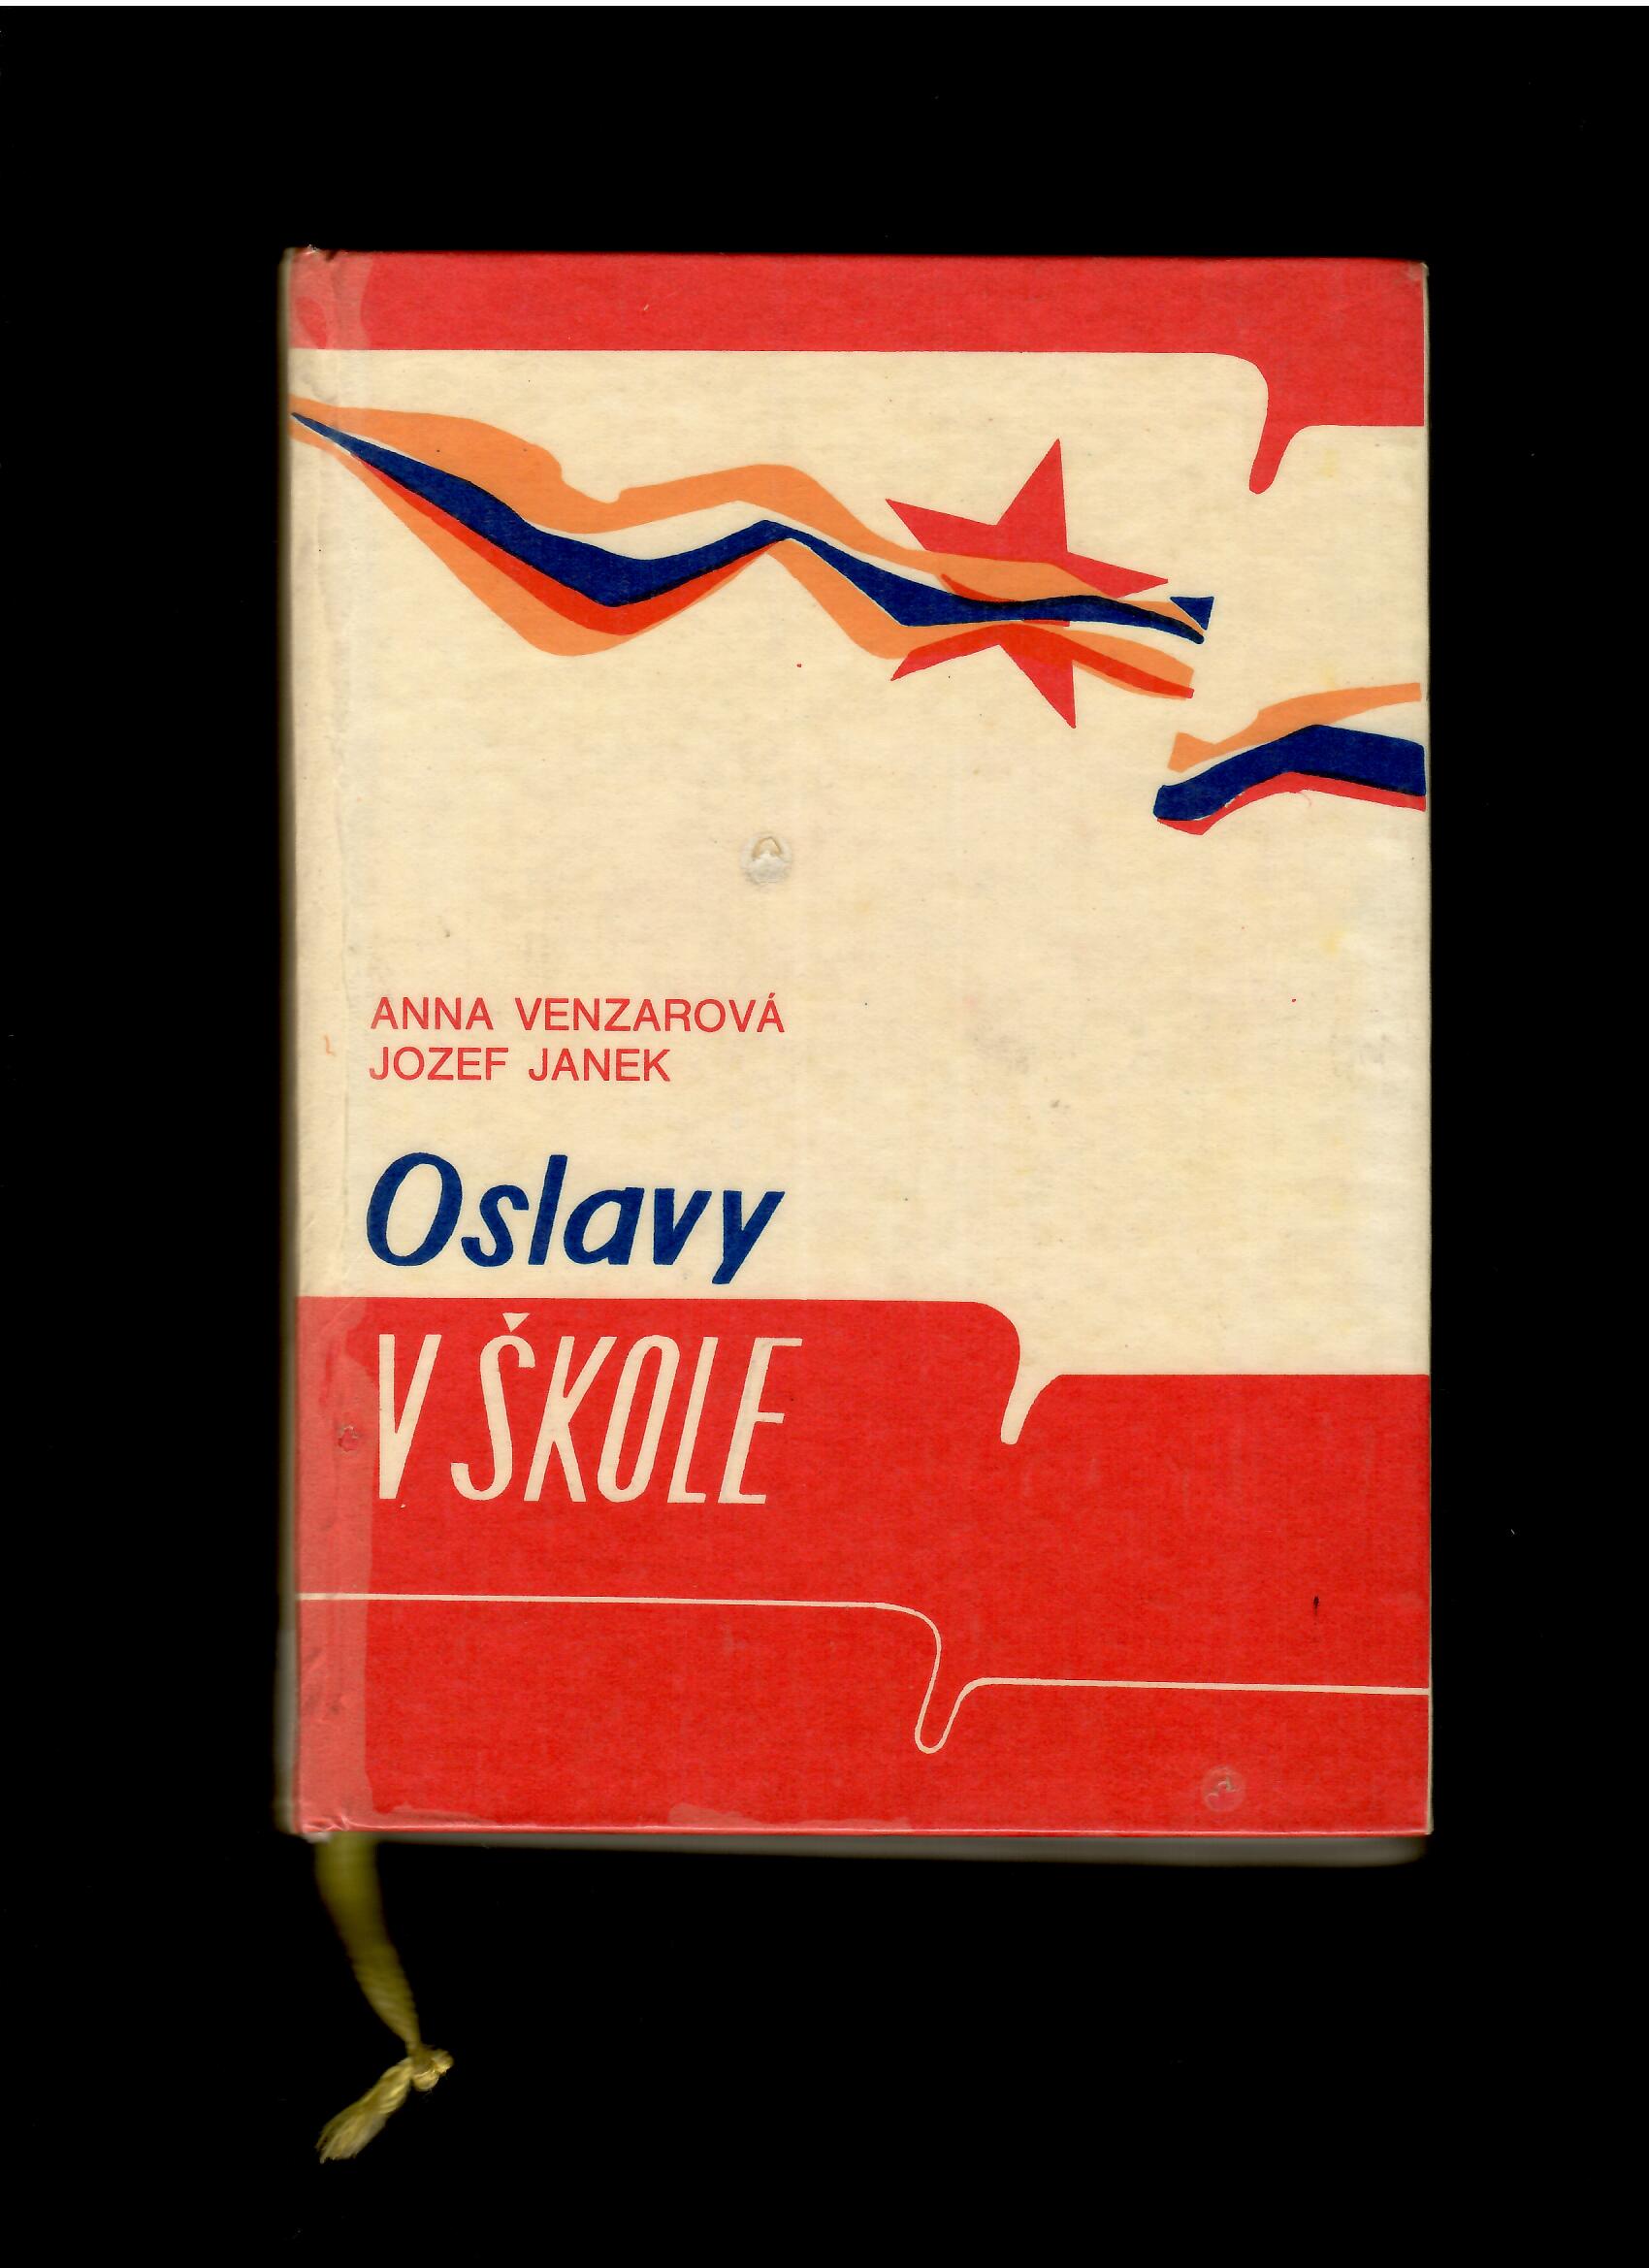 ANNA VENZAROVÁ
JOZEF JANEK
Oslavy
V ŠKOLE